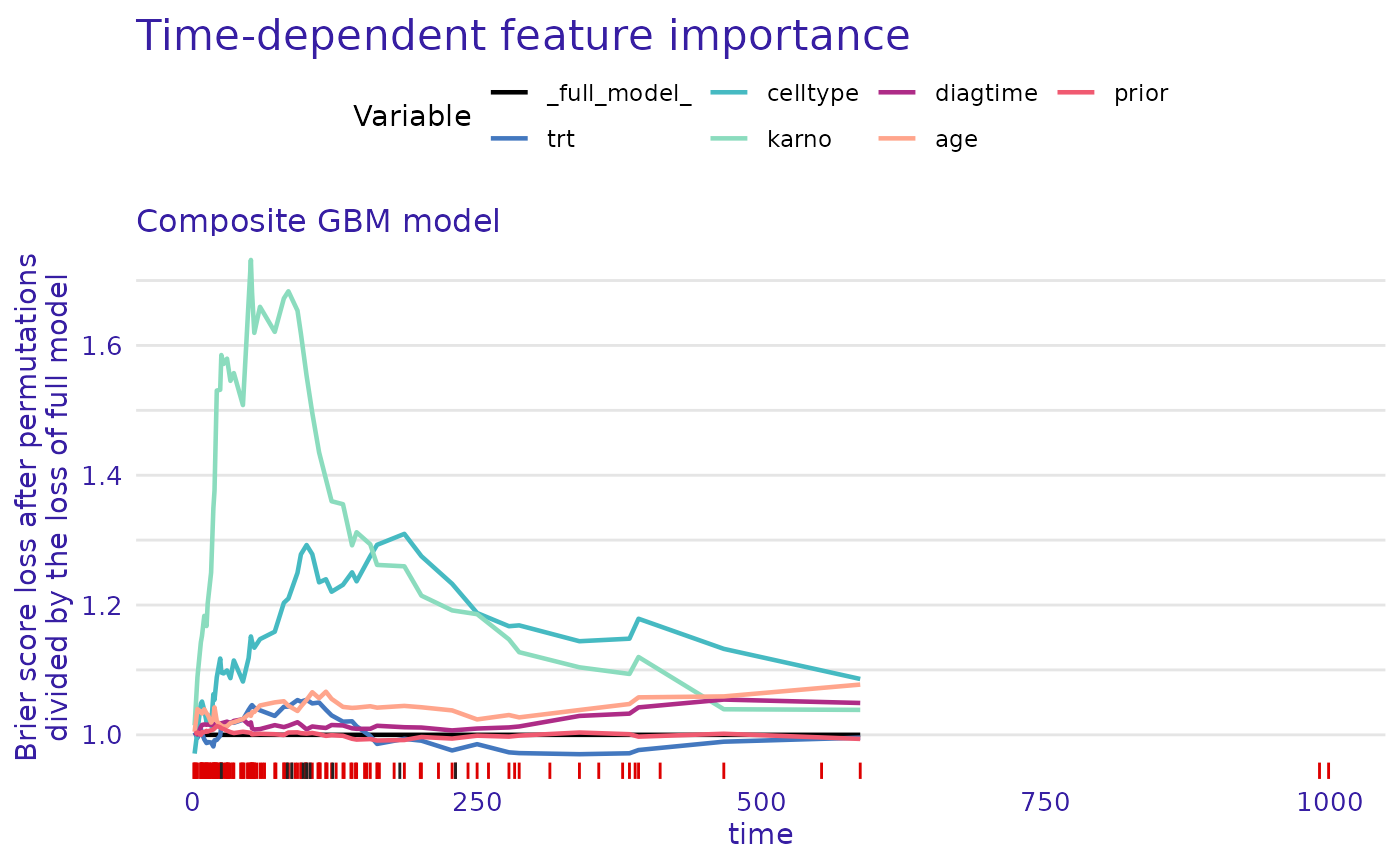 Time-dependent feature importance
Variable
_full_model_
celltype
diagtime
prior
trt
karno
age
Composite GBM model
Brier score loss after permutations
divided by the loss of full model
1.6
1.4
1.2
1.0
0
250
500
750
1000
time